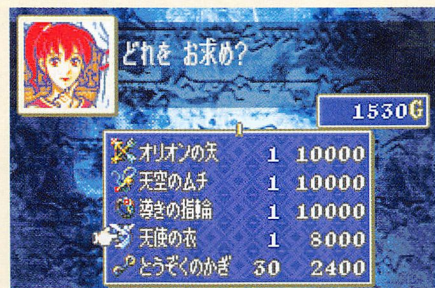 どれを お求め?
1530G
オリオンの矢 1 10000
天空のムチ 1 10000
導きの指輪 1 10000
天使の衣 1 8000
とうぞくのかぎ 30 2400